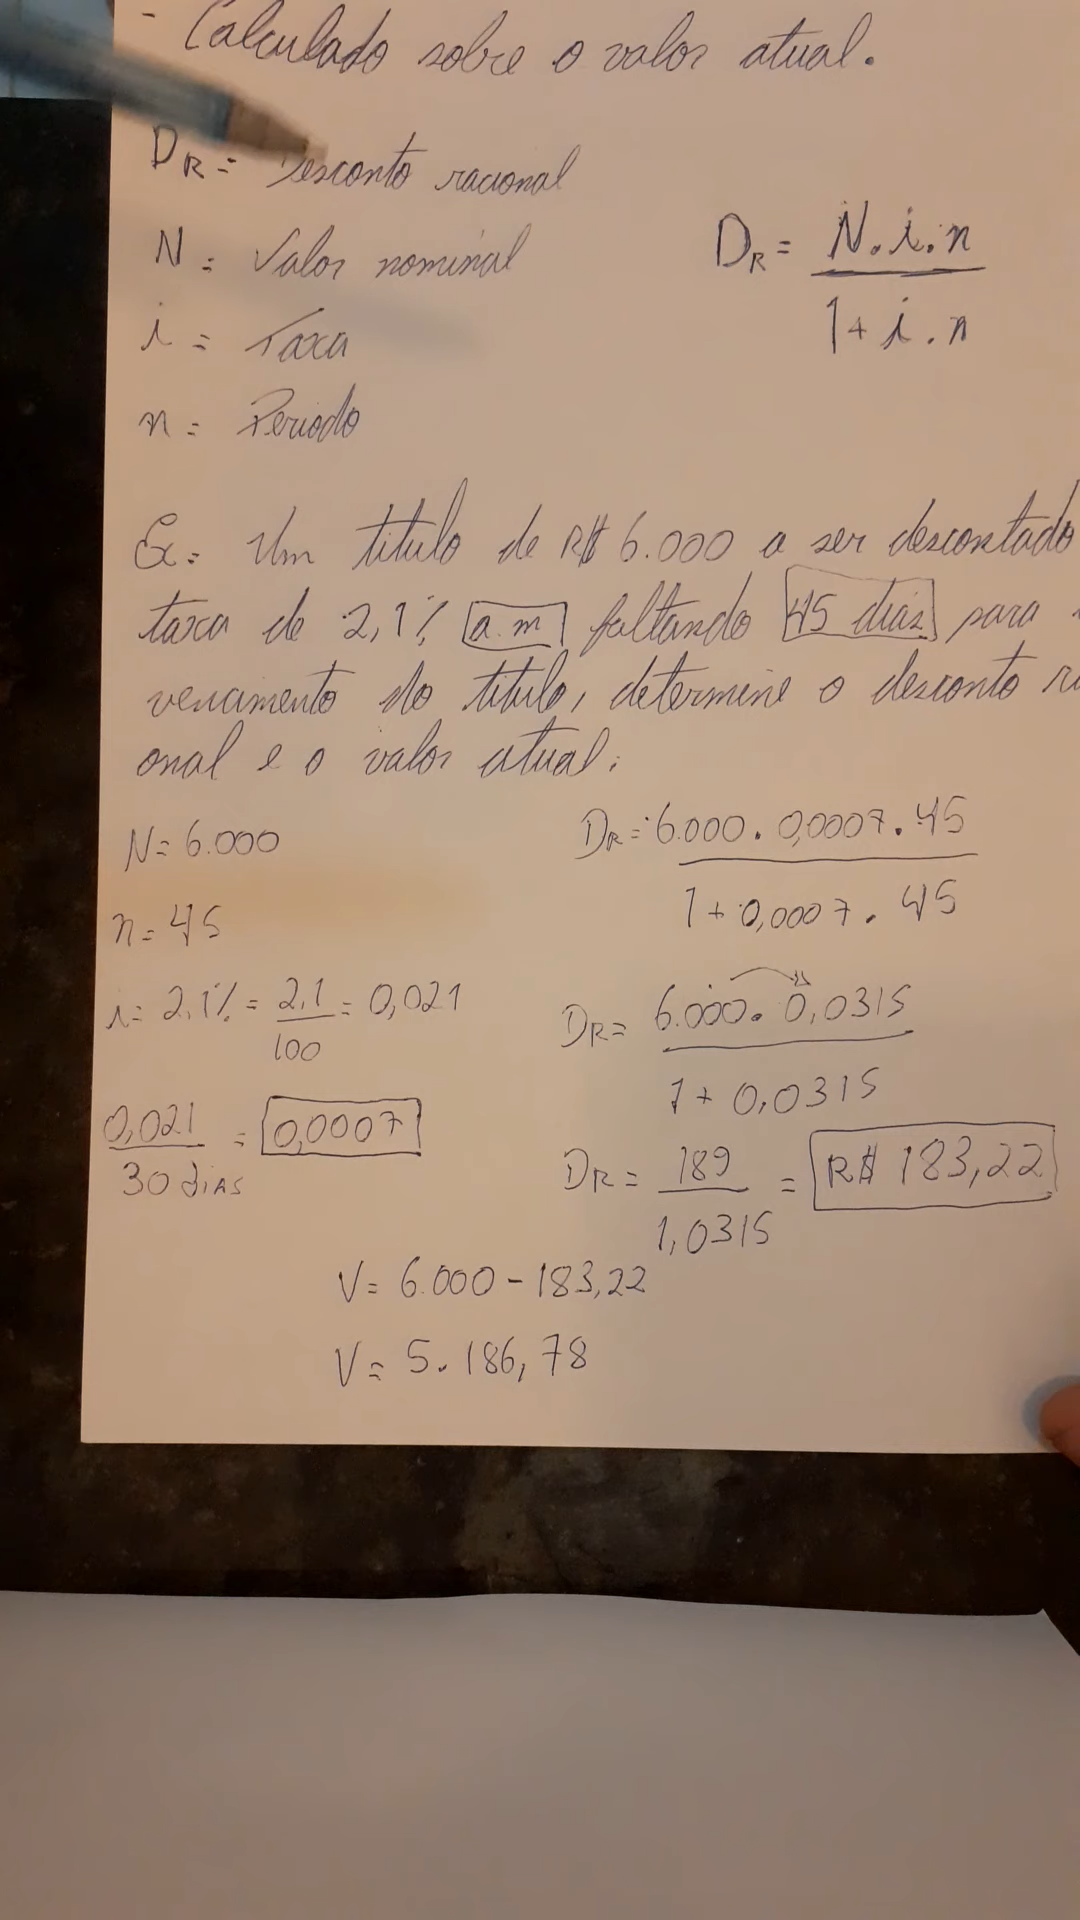 - Calculado sobre o valor atual.
DR = Desconto racional
N = Valor nominal
i = Taxa
n = Periodo
DR = N.i.n
1+i.n
Ex: Um titulo de R$ 6.000 a ser descontado
taxa de 2,1% a.m faltando 45 dias para
vencimento do titulo, determine o desconto
onal e o valor atual:
N= 6.000
n= 45
i= 2,1% = 2,1 = 0,021
100
0,021 = 0,0007
30 dias
DR = 6.000 . 0,0007 . 45
1 + 0,0007 . 45
DR = 6.000 . 0,0315
1 + 0,0315
DR = 189 = R$ 183,22
1,0315
V= 6.000 - 183,22
V= 5.186,78